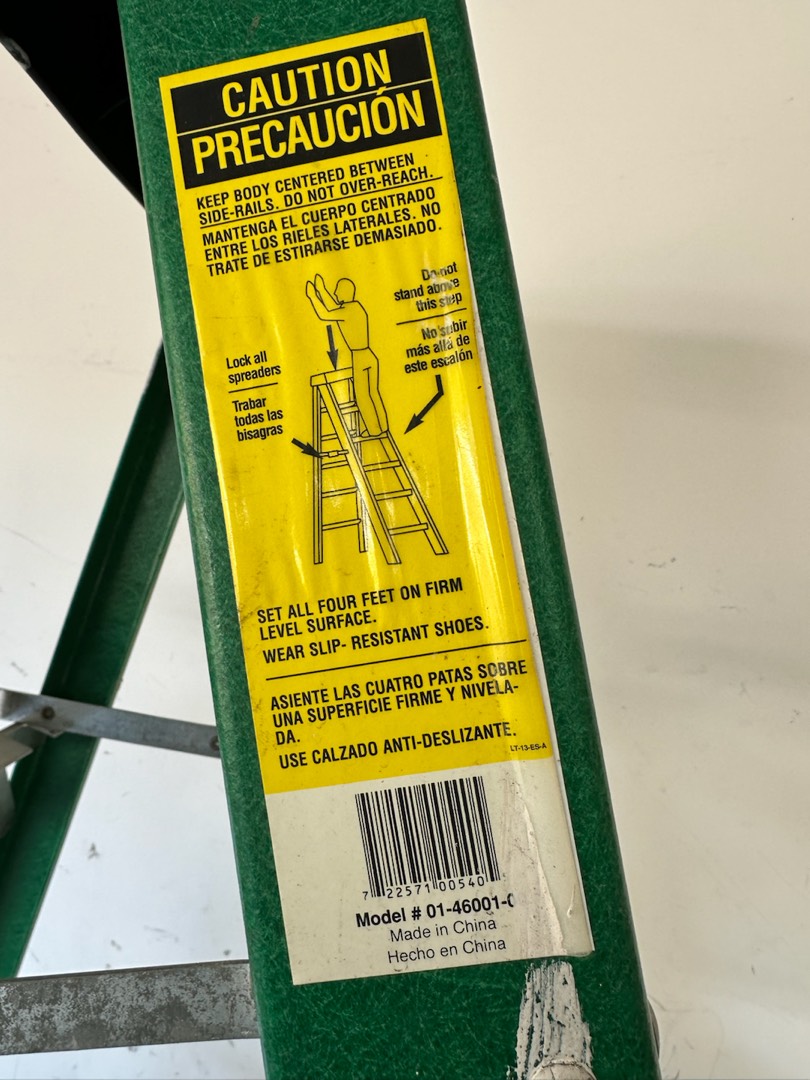 CAUTION
PRECAUCIÓN
KEEP BODY CENTERED BETWEEN
SIDE-RAILS. DO NOT OVER-REACH.
MANTENGA EL CUERPO CENTRADO
ENTRE LOS RIELES LATERALES. NO
TRATE DE ESTIRARSE DEMASIADO.
Do not
stand above
this step
No subir
más allá de
este escalón
Lock all
spreaders
Trabar
todas las
bisagras
SET ALL FOUR FEET ON FIRM
LEVEL SURFACE.
WEAR SLIP- RESISTANT SHOES.
ASIENTE LAS CUATRO PATAS SOBRE
UNA SUPERFICIE FIRME Y NIVELA-
DA.
USE CALZADO ANTI-DESLIZANTE.
LT-13-ES-A
7 22571 00540
Model # 01-46001-
Made in China
Hecho en China